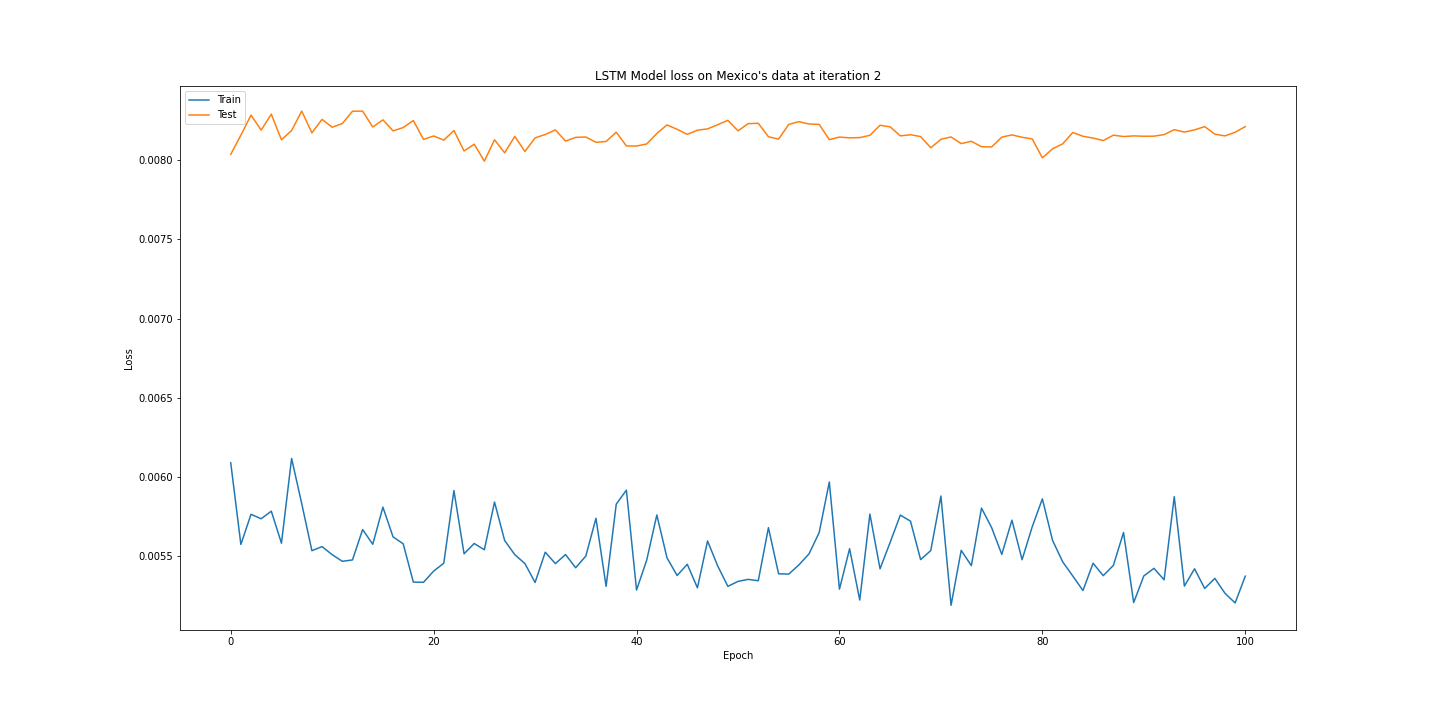 LSTM Model loss on Mexico's data at iteration 2
Train
Test
0.0080
0.0075
0.0070
0.0065
0.0060
0.0055
Loss
0 20 40 60 80 100
Epoch